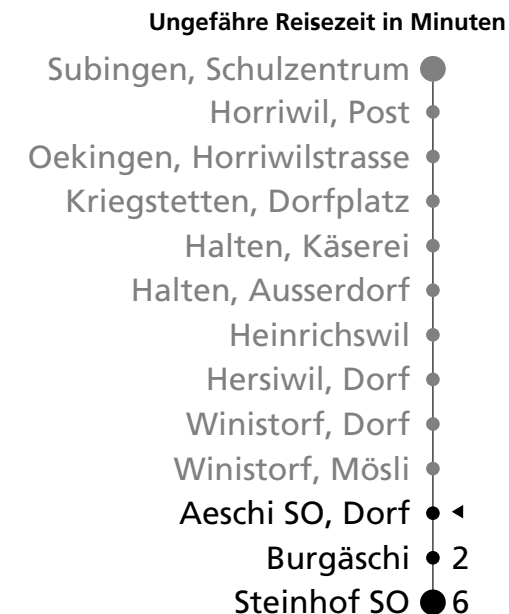 Ungefähre Reisezeit in Minuten
Subingen, Schulzentrum
Horriwil, Post
Oekingen, Horriwilstrasse
Kriegstetten, Dorfplatz
Halten, Käserei
Halten, Ausserdorf
Heinrichswil
Hersiwil, Dorf
Winistorf, Dorf
Winistorf, Mösli
Aeschi SO, Dorf
Burgäschi 2
Steinhof SO 6